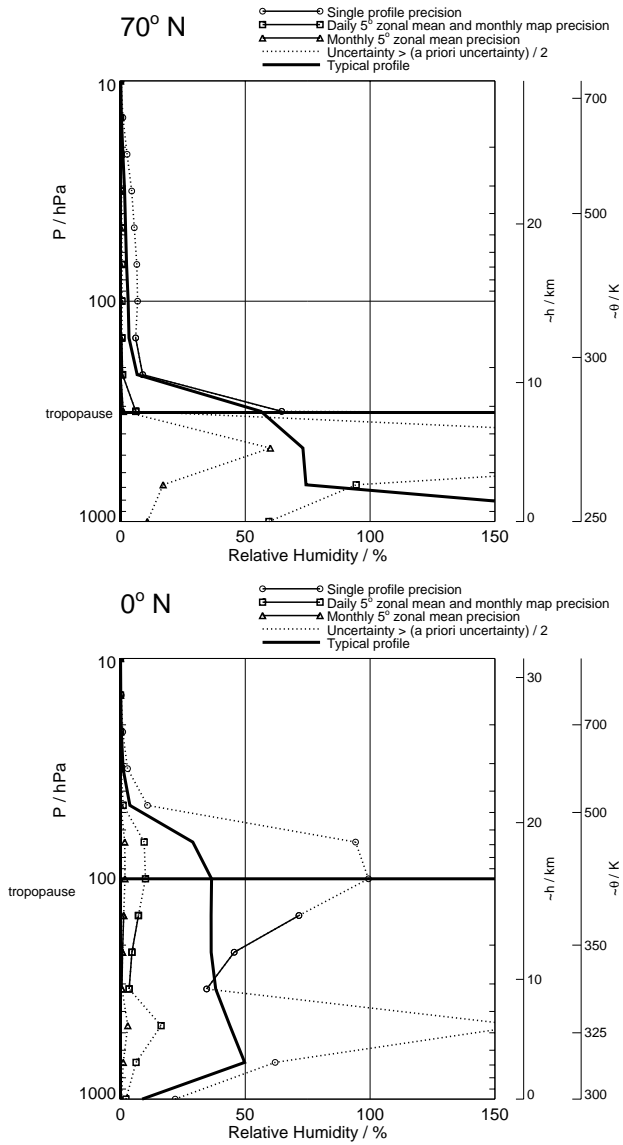 70° N
Single profile precision
Daily 5° zonal mean and monthly map precision
Monthly 5° zonal mean precision
Uncertainty > (a priori uncertainty) / 2
Typical profile
10
100
tropopause
1000
P / hPa
0 50 100 150
Relative Humidity / %
20
10
0
~h / km
700
500
300
250
~θ / K
0° N
Single profile precision
Daily 5° zonal mean and monthly map precision
Monthly 5° zonal mean precision
Uncertainty > (a priori uncertainty) / 2
Typical profile
10
100
tropopause
1000
P / hPa
0 50 100 150
Relative Humidity / %
30
20
10
0
~h / km
700
500
350
325
300
~θ / K